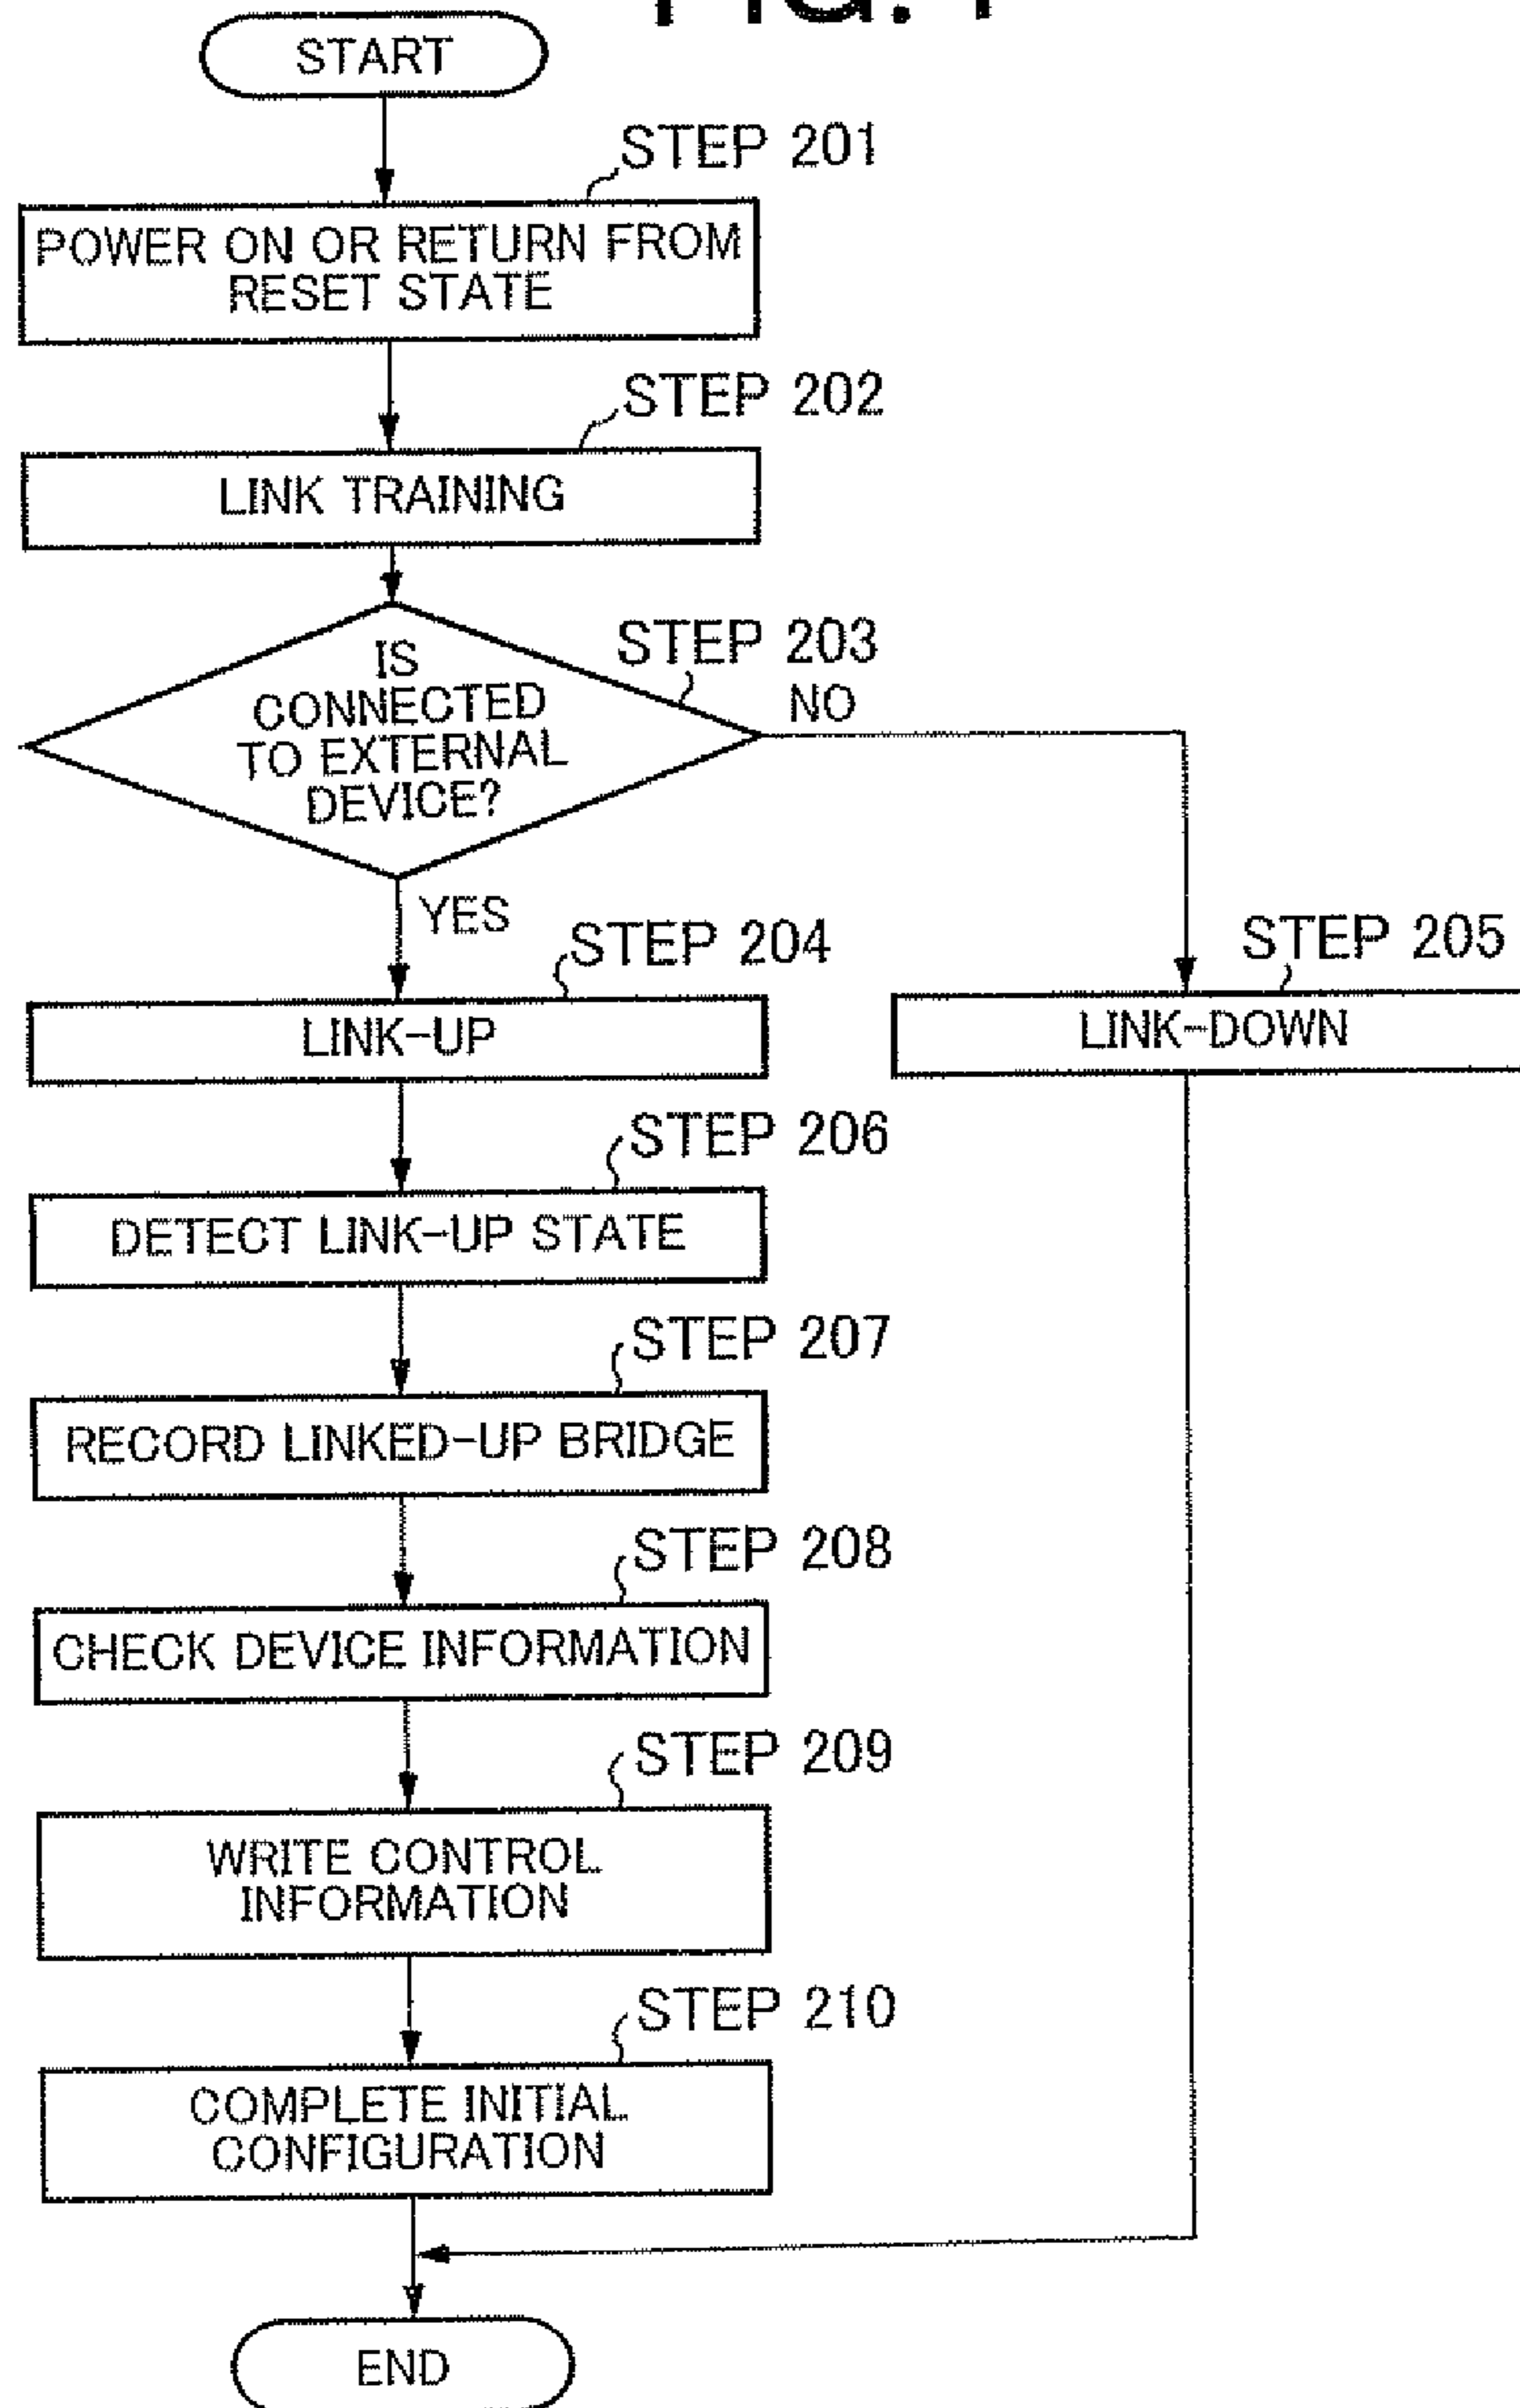 START
STEP 201
POWER ON OR RETURN FROM
RESET STATE
STEP 202
LINK TRAINING
STEP 203
IS
CONNECTED
TO EXTERNAL
DEVICE?
NO
YES
STEP 204
LINK-UP
STEP 205
LINK-DOWN
STEP 206
DETECT LINK-UP STATE
STEP 207
RECORD LINKED-UP BRIDGE
STEP 208
CHECK DEVICE INFORMATION
STEP 209
WRITE CONTROL
INFORMATION
STEP 210
COMPLETE INITIAL
CONFIGURATION
END